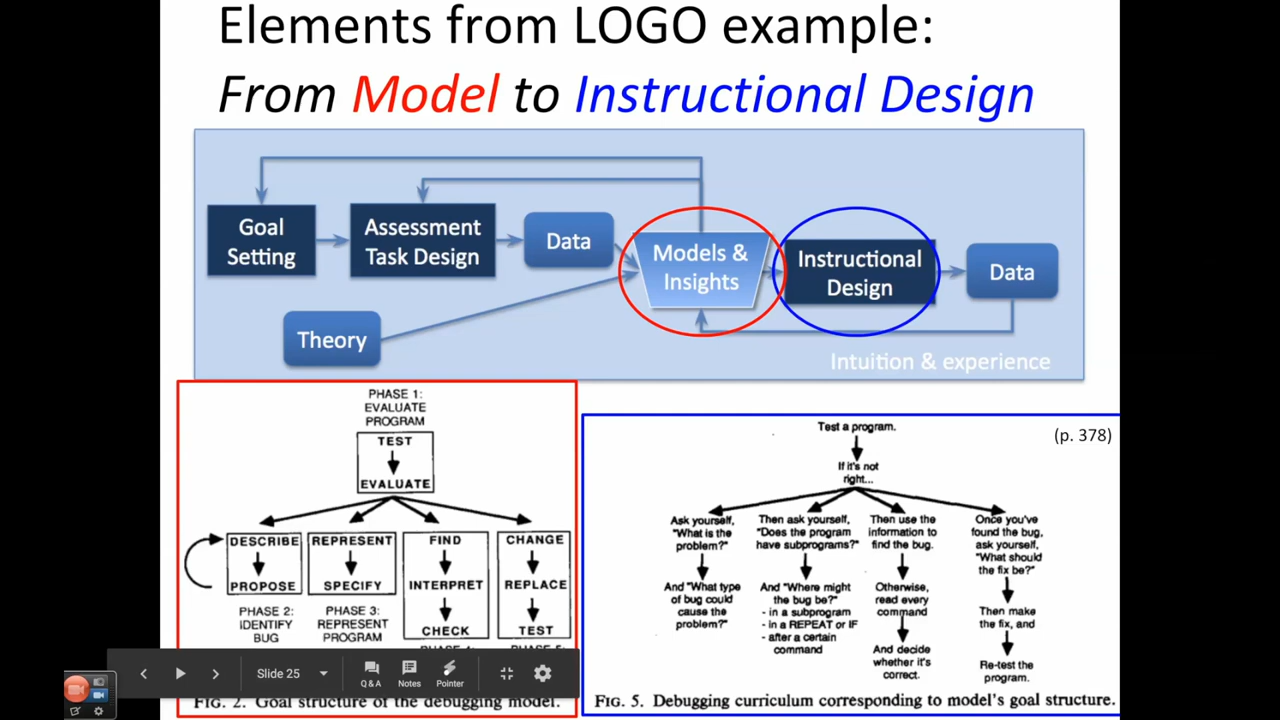 Elements from LOGO example:
From Model to Instructional Design
Goal
Setting
Assessment
Task Design
Data
Models &
Insights
Instructional
Design
Data
Theory
Intuition & experience
PHASE 1:
EVALUATE
PROGRAM
TEST
EVALUATE
DESCRIBE
PROPOSE
PHASE 2:
IDENTIFY
BUG
REPRESENT
SPECIFY
PHASE 3:
REPRESENT
PROGRAM
FIND
INTERPRET
CHECK
CHANGE
REPLACE
TEST
FIG. 2. Goal structure of the debugging model.
(p. 378)
Test a program.
If it's not
right...
Ask yourself,
"What is the
problem?"
And "What type
of bug could
cause the
problem?"
Then ask yourself,
"Does the program
have subprograms?"
And "Where might
the bug be?"
- in a subprogram
- in a REPEAT or IF
- after a certain
command
Then use the
information to
find the bug.
Otherwise,
read every
command
And decide
whether it's
correct.
Once you've
found the bug,
ask yourself,
"What should
the fix be?"
Then make
the fix, and
Re-test the
program.
FIG. 5. Debugging curriculum corresponding to model's goal structure.
Slide 25
Q & A
Notes
Pointer